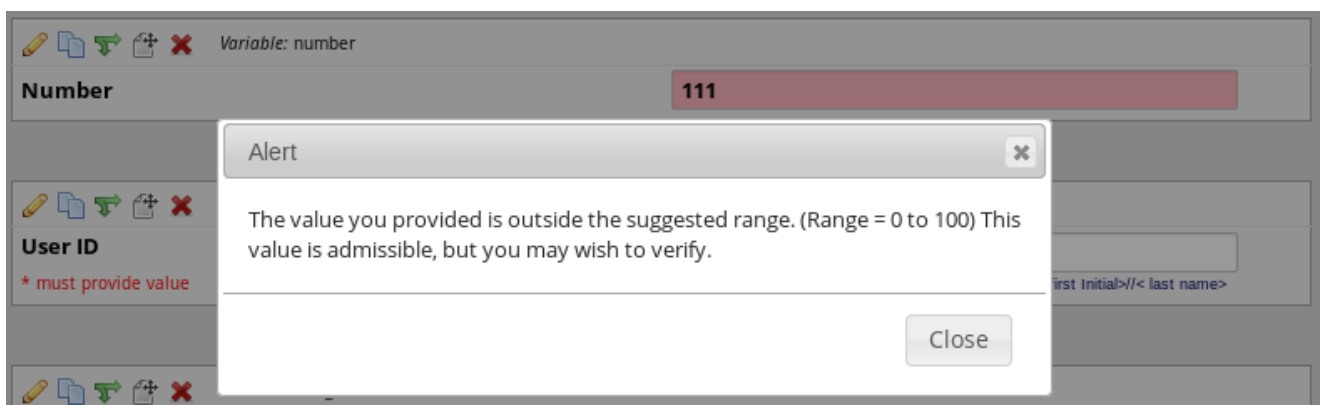 Variable: number
Number 111
Alert
The value you provided is outside the suggested range. (Range = 0 to 100) This
value is admissible, but you may wish to verify.
User ID
* must provide value
Initial>//< last name>
Close